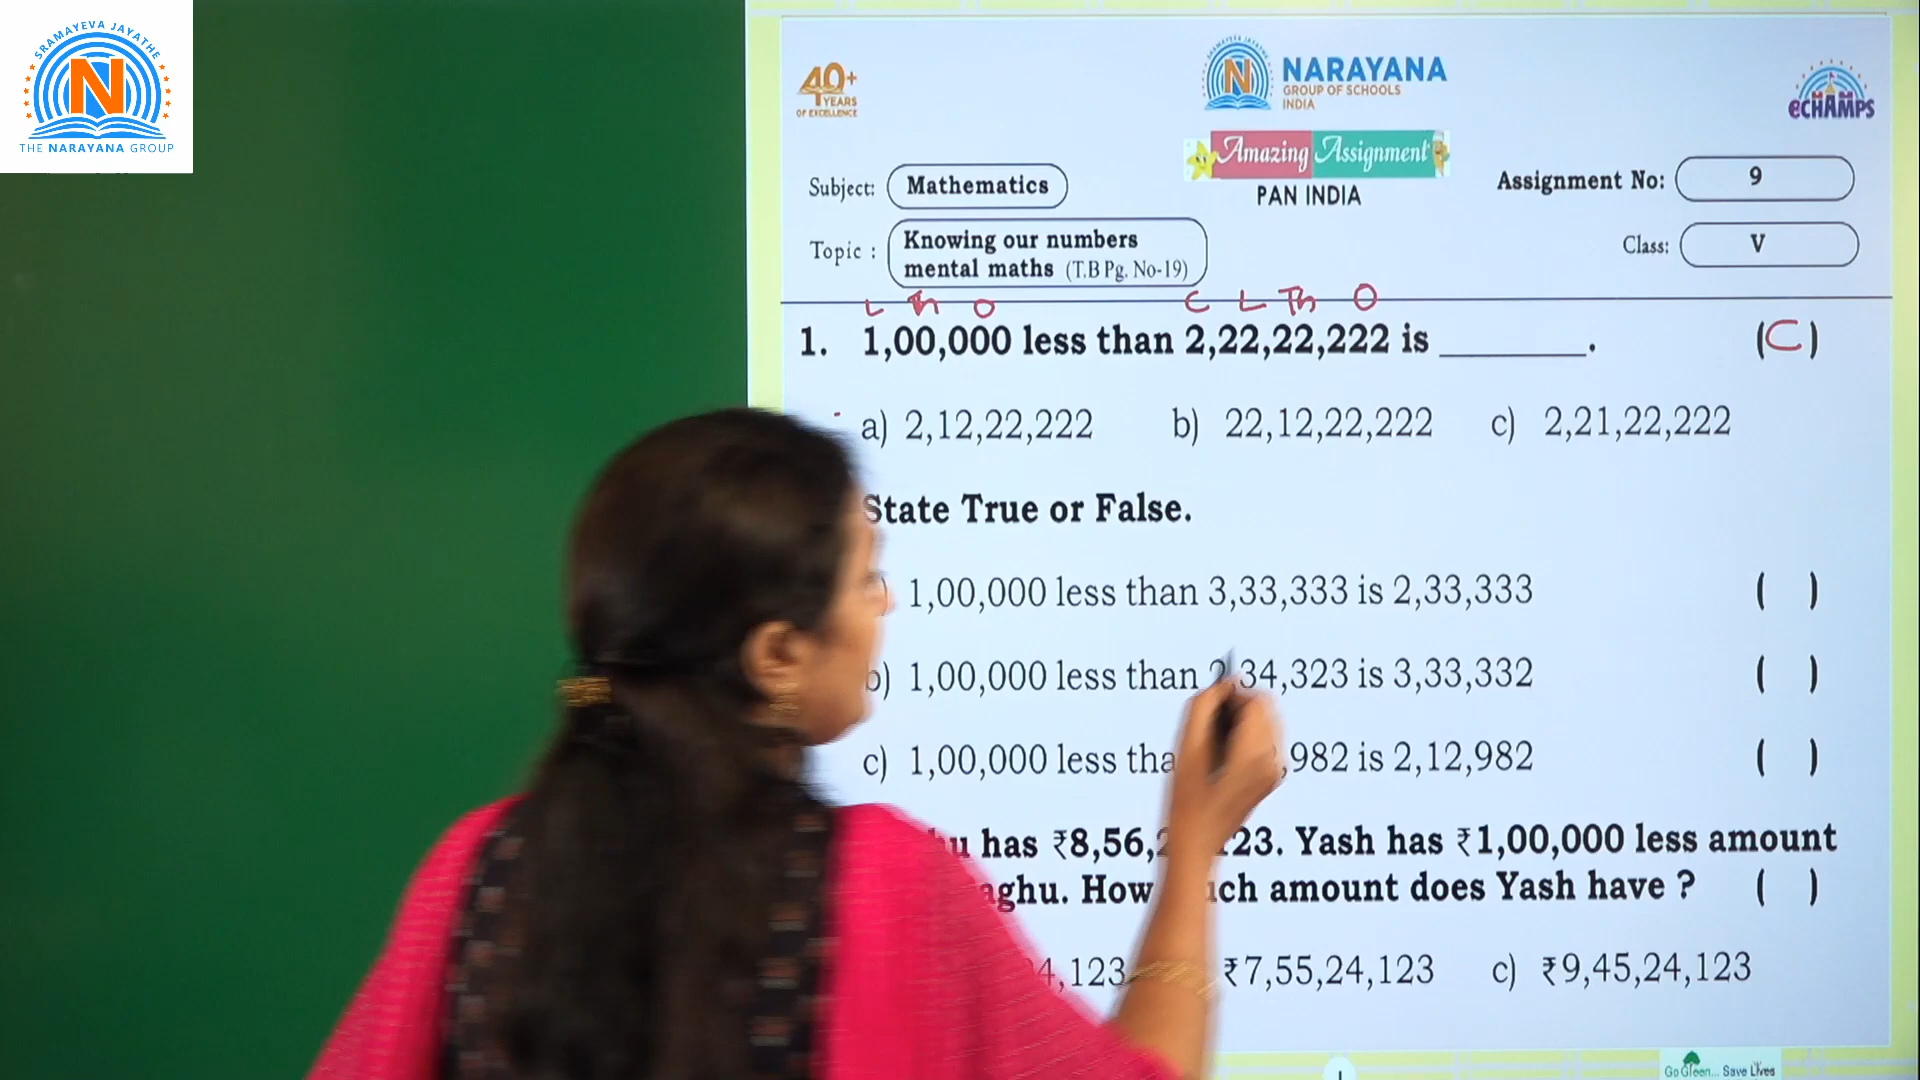 SRAMAYEVA JAYATHE
N
THE NARAYANA GROUP
40+
YEARS
OF EXCELLENCE
NARAYANA
GROUP OF SCHOOLS
INDIA
eCHAMPS
Amazing Assignment
PAN INDIA
Subject: Mathematics
Assignment No: 9
Topic : Knowing our numbers
mental maths (T.B Pg. No-19)
Class: V
L Th O C L Th O
1. 1,00,000 less than 2,22,22,222 is ________. (C)
a) 2,12,22,222 b) 22,12,22,222 c) 2,21,22,222
State True or False.
) 1,00,000 less than 3,33,333 is 2,33,333 ( )
b) 1,00,000 less than 2,34,323 is 3,33,332 ( )
c) 1,00,000 less tha ,982 is 2,12,982 ( )
has ₹8,56, 23. Yash has ₹1,00,000 less amount
aghu. How ch amount does Yash have ? ( )
4,123 ₹7,55,24,123 c) ₹9,45,24,123
Go Green... Save Lives